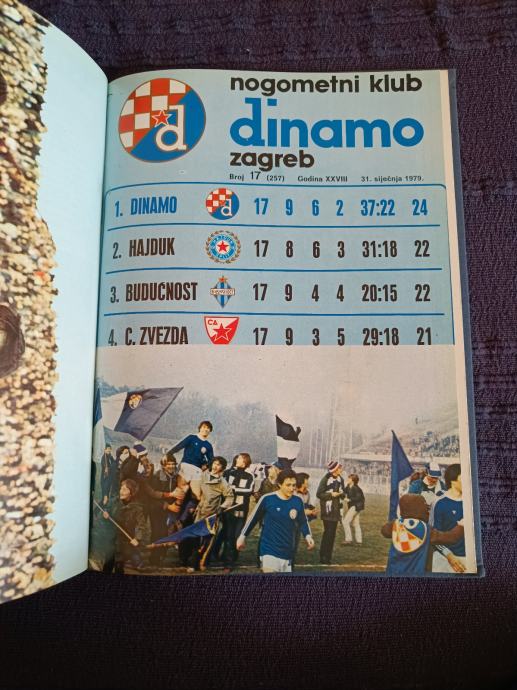 nogometni klub
dinamo
zagreb
Broj 17 (257) Godina XXVIII 31. siječnja 1979.
1. DINAMO d 17 9 6 2 37:22 24
2. HAJDUK 17 8 6 3 31:18 22
3. BUDUĆNOST 17 9 4 4 20:15 22
4. C. ZVEZDA 17 9 3 5 29:18 21